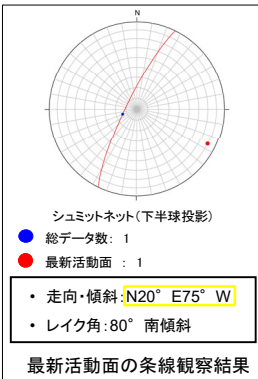 N
シュミットネット(下半球投影)
総データ数: 1
最新活動面 : 1
• 走向・傾斜:N20°E75°W
• レイク角:80°南傾斜
最新活動面の条線観察結果